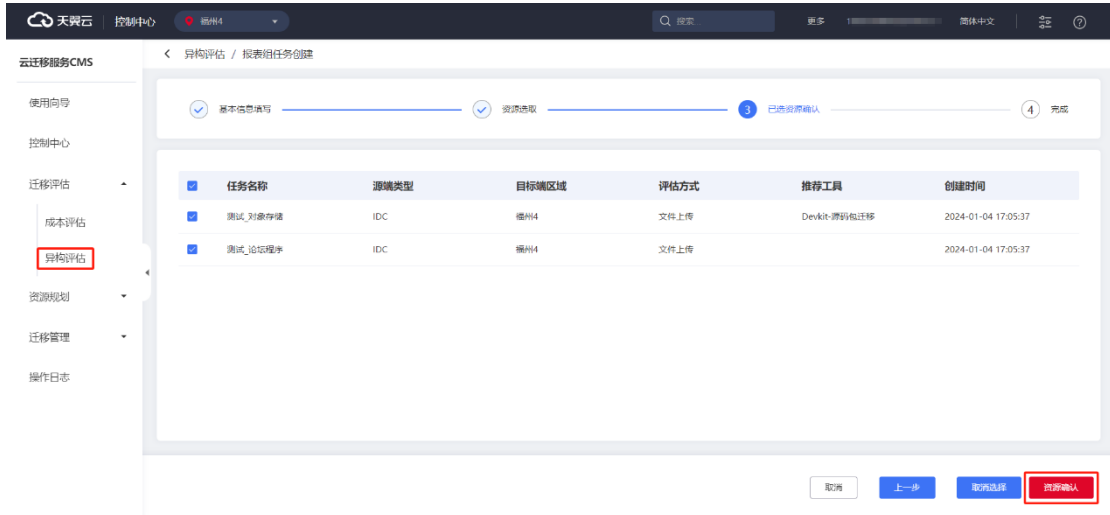 天翼云 控制中心 福州4 搜索 更多 简体中文
云迁移服务CMS
异构评估 / 报表组任务创建
使用向导
控制中心
迁移评估
成本评估
异构评估
资源规划
迁移管理
操作日志
基本信息填写 资源选取 3 已选资源确认 4 完成
任务名称 源端类型 目标端区域 评估方式 推荐工具 创建时间
测试_对象存储 IDC 福州4 文件上传 Devkit-源码包迁移 2024-01-04 17:05:37
测试_论坛程序 IDC 福州4 文件上传 2024-01-04 17:05:37
取消 上一步 取消选择 资源确认